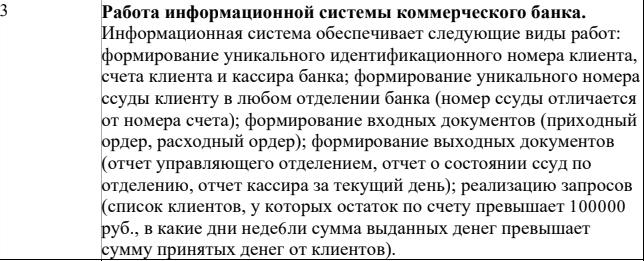 3
Работа информационной системы коммерческого банка.
Информационная система обеспечивает следующие виды работ:
формирование уникального идентификационного номера клиента,
счета клиента и кассира банка; формирование уникального номера
ссуды клиенту в любом отделении банка (номер ссуды отличается
от номера счета); формирование входных документов (приходный
ордер, расходный ордер); формирование выходных документов
(отчет управляющего отделением, отчет о состоянии ссуд по
отделению, отчет кассира за текущий день); реализацию запросов
(список клиентов, у которых остаток по счету превышает 100000
руб., в какие дни неде6ли сумма выданных денег превышает
сумму принятых денег от клиентов).